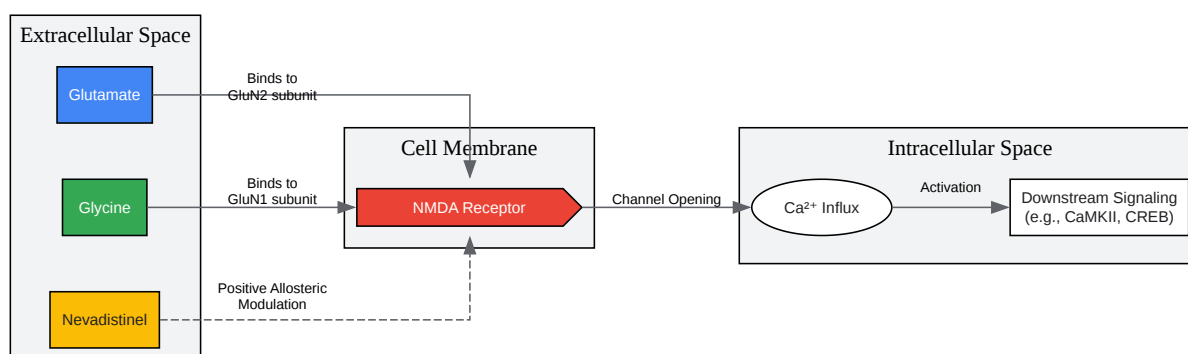 Extracellular Space
Glutamate
Binds to
GluN2 subunit
Cell Membrane
Intracellular Space
Glycine
Binds to
GluN1 subunit
NMDA Receptor
Channel Opening
Ca²⁺ Influx
Activation
Downstream Signaling
(e.g., CaMKII, CREB)
Nevadistinel
Positive Allosteric
Modulation